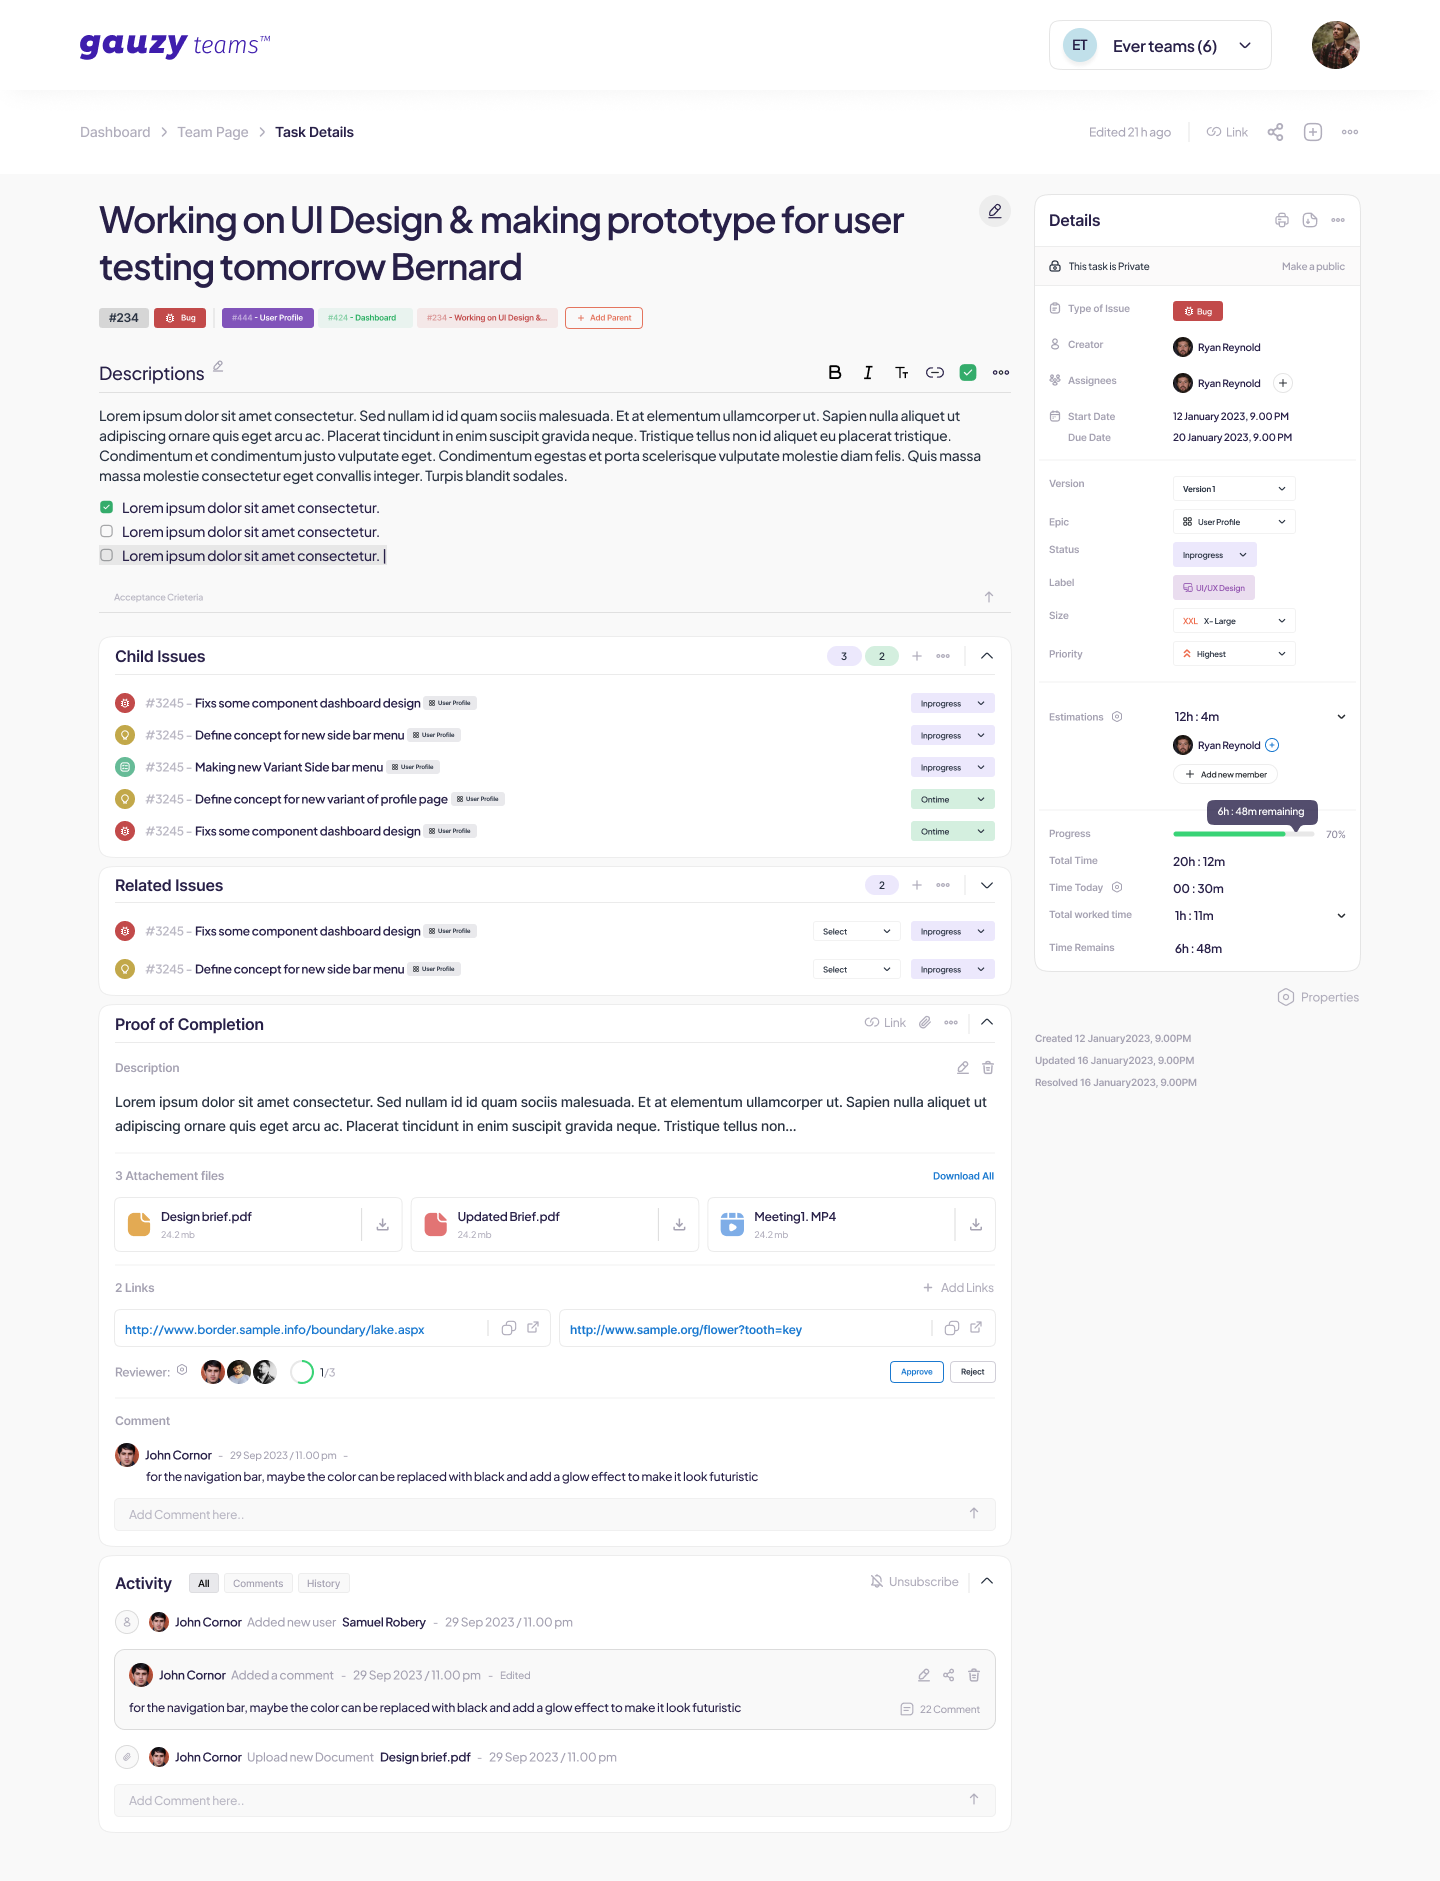 gauzy teams™
ET Ever teams (6)
Dashboard > Team Page > Task Details
Edited 21 h ago Link
Working on UI Design & making prototype for user
testing tomorrow Bernard
#234 Bug #444 - User Profile #424 - Dashboard #234 - Working on UI Design &... + Add Parent
Descriptions
B I Tт
Lorem ipsum dolor sit amet consectetur. Sed nullam id id quam sociis malesuada. Et at elementum ullamcorper ut. Sapien nulla aliquet ut
adipiscing ornare quis eget arcu ac. Placerat tincidunt in enim suscipit gravida neque. Tristique tellus non id aliquet eu placerat tristique.
Condimentum et condimentum justo vulputate eget. Condimentum egestas et porta scelerisque vulputate molestie diam felis. Quis massa
massa molestie consectetur eget convallis integer. Turpis blandit sodales.
Lorem ipsum dolor sit amet consectetur.
Lorem ipsum dolor sit amet consectetur.
Lorem ipsum dolor sit amet consectetur. |
Acceptance Crieteria
Child Issues 3 2
#3245 - Fixs some component dashboard design User Profile Inprogress
#3245 - Define concept for new side bar menu User Profile Inprogress
#3245 - Making new Variant Side bar menu User Profile Inprogress
#3245 - Define concept for new variant of profile page User Profile Ontime
#3245 - Fixs some component dashboard design User Profile Ontime
Related Issues 2
#3245 - Fixs some component dashboard design User Profile Select Inprogress
#3245 - Define concept for new side bar menu User Profile Select Inprogress
Proof of Completion Link
Description
Lorem ipsum dolor sit amet consectetur. Sed nullam id id quam sociis malesuada. Et at elementum ullamcorper ut. Sapien nulla aliquet ut
adipiscing ornare quis eget arcu ac. Placerat tincidunt in enim suscipit gravida neque. Tristique tellus non...
3 Attachement files Download All
Design brief.pdf
24.2 mb
Updated Brief.pdf
24.2 mb
Meeting1. MP4
24.2 mb
2 Links + Add Links
http://www.border.sample.info/boundary/lake.aspx
http://www.sample.org/flower?tooth=key
Reviewer: 1/3 Approve Reject
Comment
John Cornor - 29 Sep 2023 / 11.00 pm -
for the navigation bar, maybe the color can be replaced with black and add a glow effect to make it look futuristic
Add Comment here..
Activity All Comments History Unsubscribe
John Cornor Added new user Samuel Robery - 29 Sep 2023 / 11.00 pm
John Cornor Added a comment - 29 Sep 2023 / 11.00 pm - Edited
for the navigation bar, maybe the color can be replaced with black and add a glow effect to make it look futuristic
22 Comment
John Cornor Upload new Document Design brief.pdf - 29 Sep 2023 / 11.00 pm
Add Comment here..
Details
This task is Private Make a public
Type of Issue Bug
Creator Ryan Reynold
Assignees Ryan Reynold +
Start Date 12 January 2023, 9.00 PM
Due Date 20 January 2023, 9.00 PM
Version Version 1
Epic User Profile
Status Inprogress
Label UI/UX Design
Size XXL X-Large
Priority Highest
Estimations 12h : 4m
Ryan Reynold
+ Add new member
6h : 48m remaining
Progress 70%
Total Time 20h : 12m
Time Today 00 : 30m
Total worked time 1h : 11m
Time Remains 6h : 48m
Properties
Created 12 January2023, 9.00PM
Updated 16 January2023, 9.00PM
Resolved 16 January2023, 9.00PM